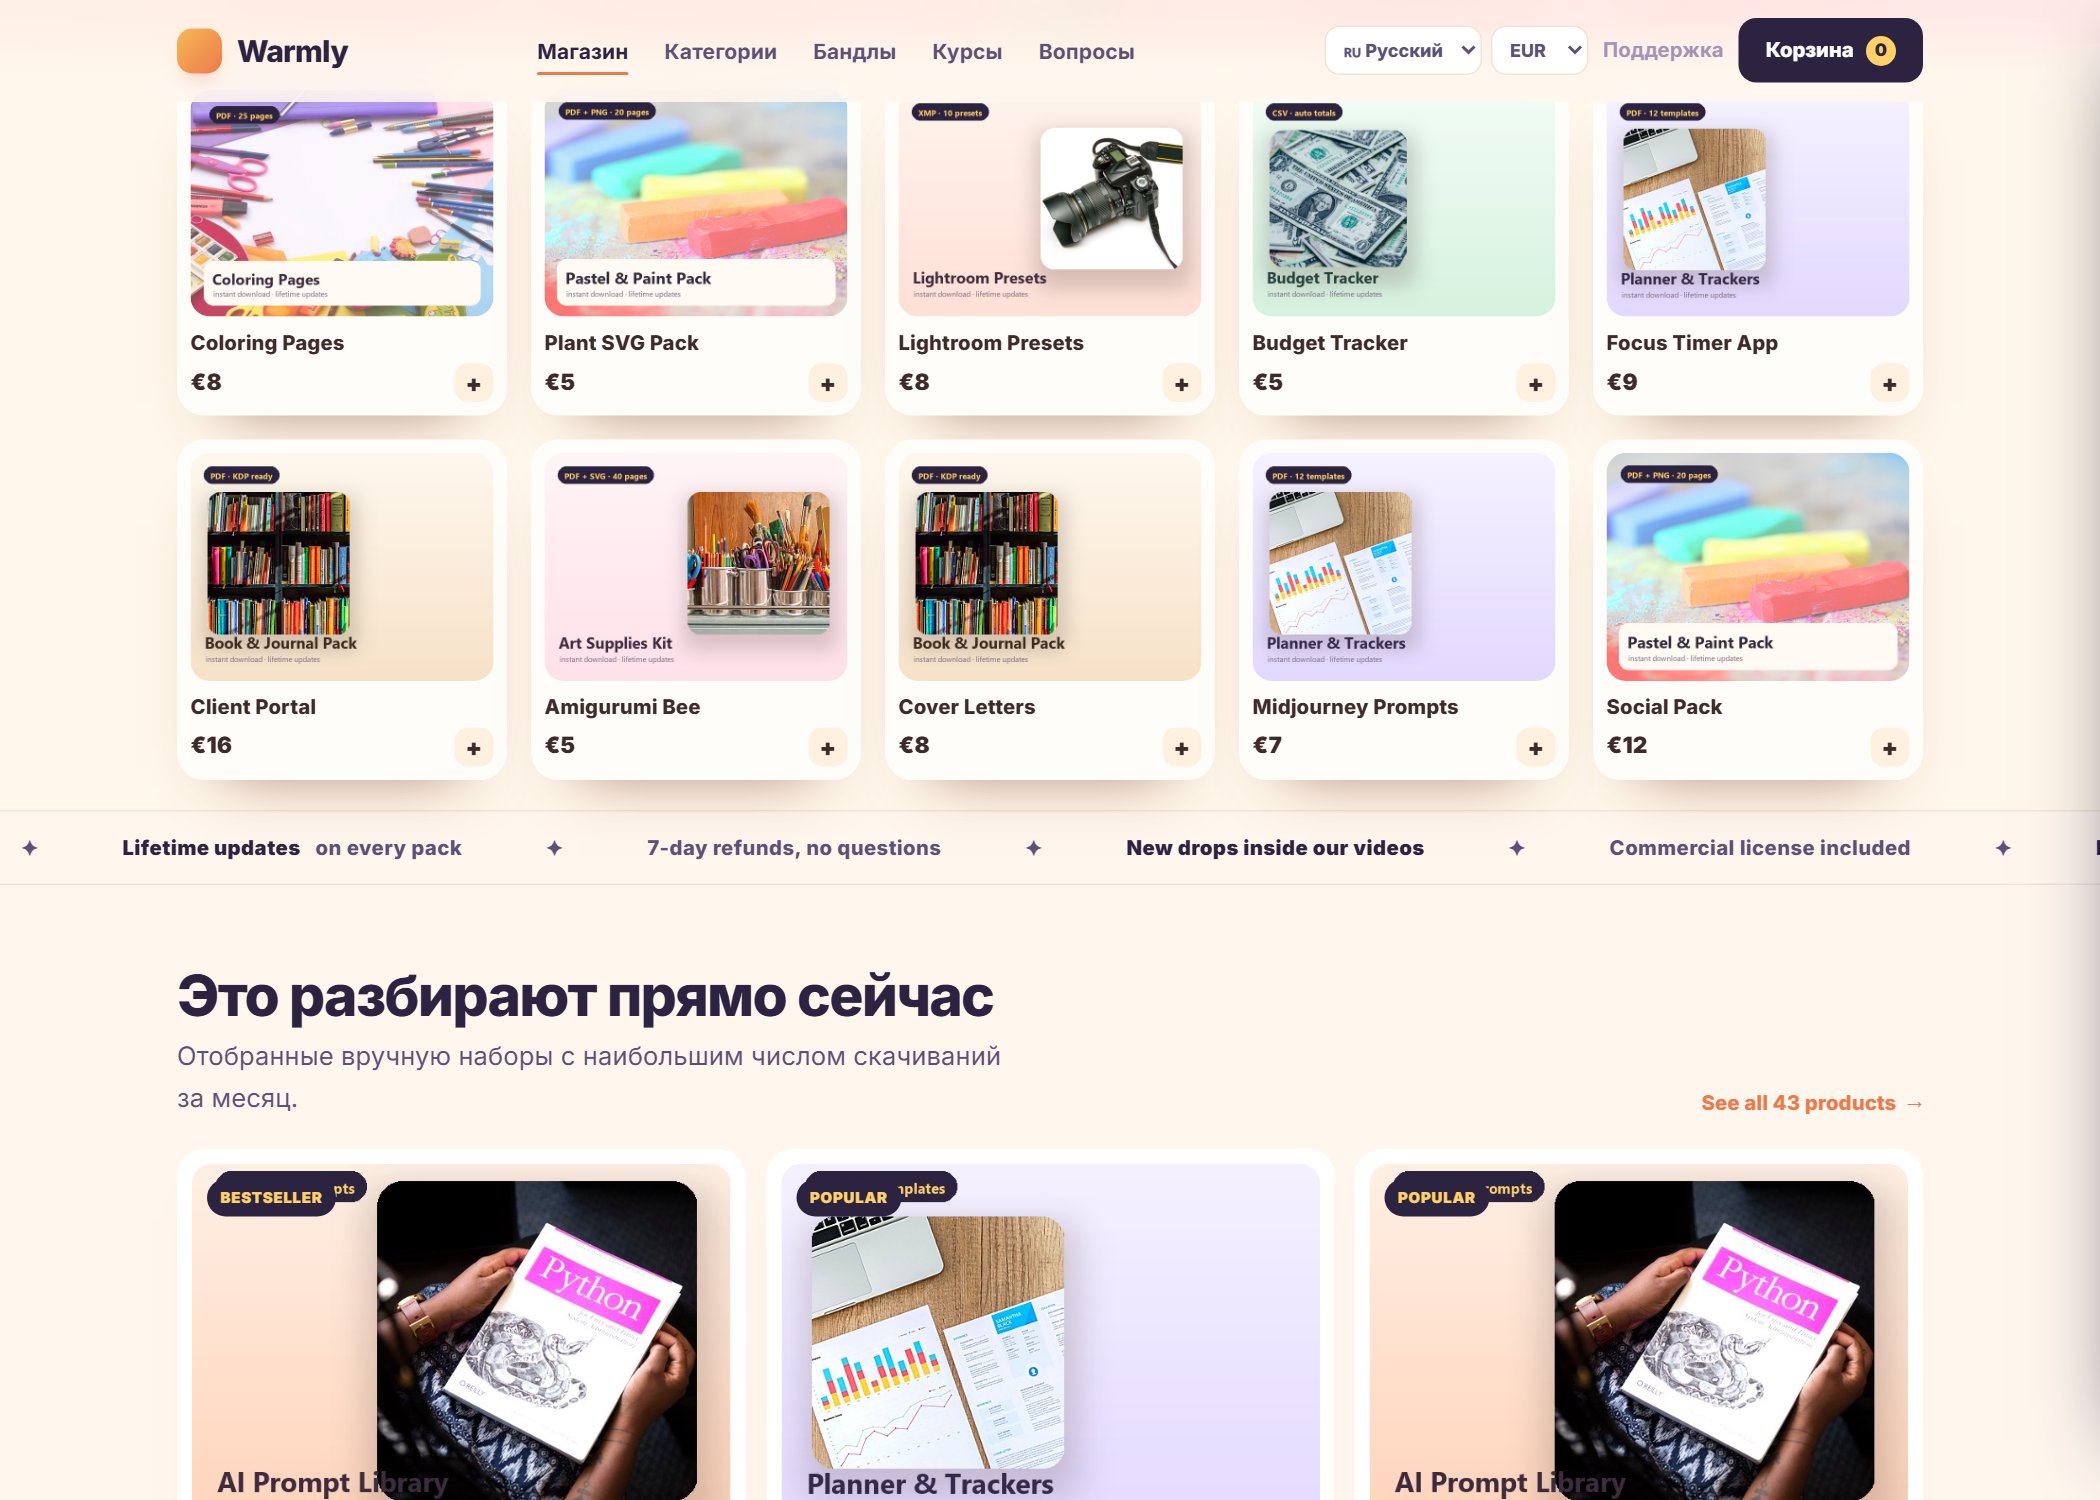 Warmly
Магазин
Категории
Бандлы
Курсы
Вопросы
RU Русский
EUR
Поддержка
Корзина 0
PDF · 25 pages
Coloring Pages
instant download · lifetime updates
Coloring Pages
€8
+
PDF + PNG · 20 pages
Pastel & Paint Pack
instant download · lifetime updates
Plant SVG Pack
€5
+
XMP · 10 presets
Lightroom Presets
instant download · lifetime updates
Lightroom Presets
€8
+
CSV · auto totals
Budget Tracker
instant download · lifetime updates
Budget Tracker
€5
+
PDF · 12 templates
Planner & Trackers
instant download · lifetime updates
Focus Timer App
€9
+
PDF · KDP ready
Book & Journal Pack
instant download · lifetime updates
Client Portal
€16
+
PDF + SVG · 40 pages
Art Supplies Kit
instant download · lifetime updates
Amigurumi Bee
€5
+
PDF · KDP ready
Book & Journal Pack
instant download · lifetime updates
Cover Letters
€8
+
PDF · 12 templates
Planner & Trackers
instant download · lifetime updates
Midjourney Prompts
€7
+
PDF + PNG · 20 pages
Pastel & Paint Pack
instant download · lifetime updates
Social Pack
€12
+
✦ Lifetime updates on every pack ✦ 7-day refunds, no questions ✦ New drops inside our videos ✦ Commercial license included ✦
Это разбирают прямо сейчас
Отобранные вручную наборы с наибольшим числом скачиваний
за месяц.
See all 43 products →
BESTSELLER
Python
O'REILLY
AI Prompt Library
POPULAR
SAMANTHA BLACK
Planner & Trackers
POPULAR
Python
O'REILLY
AI Prompt Library